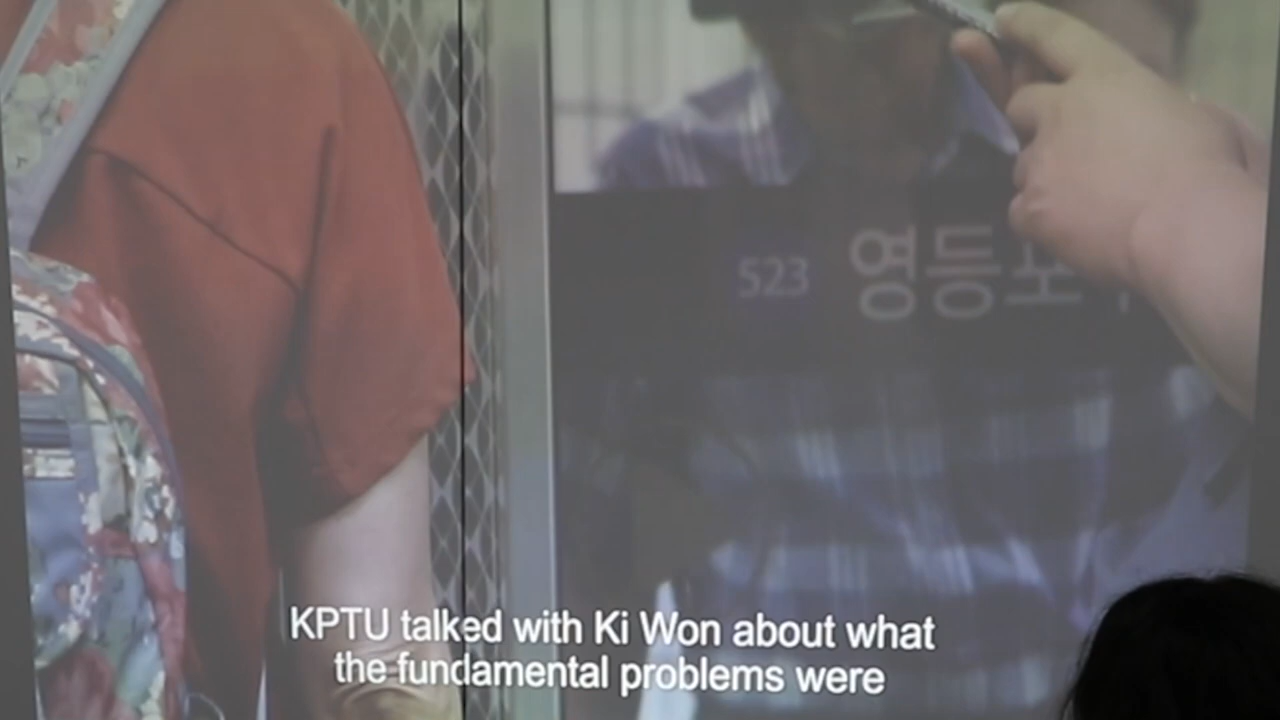 523 영등포
KPTU talked with Ki Won about what
the fundamental problems were